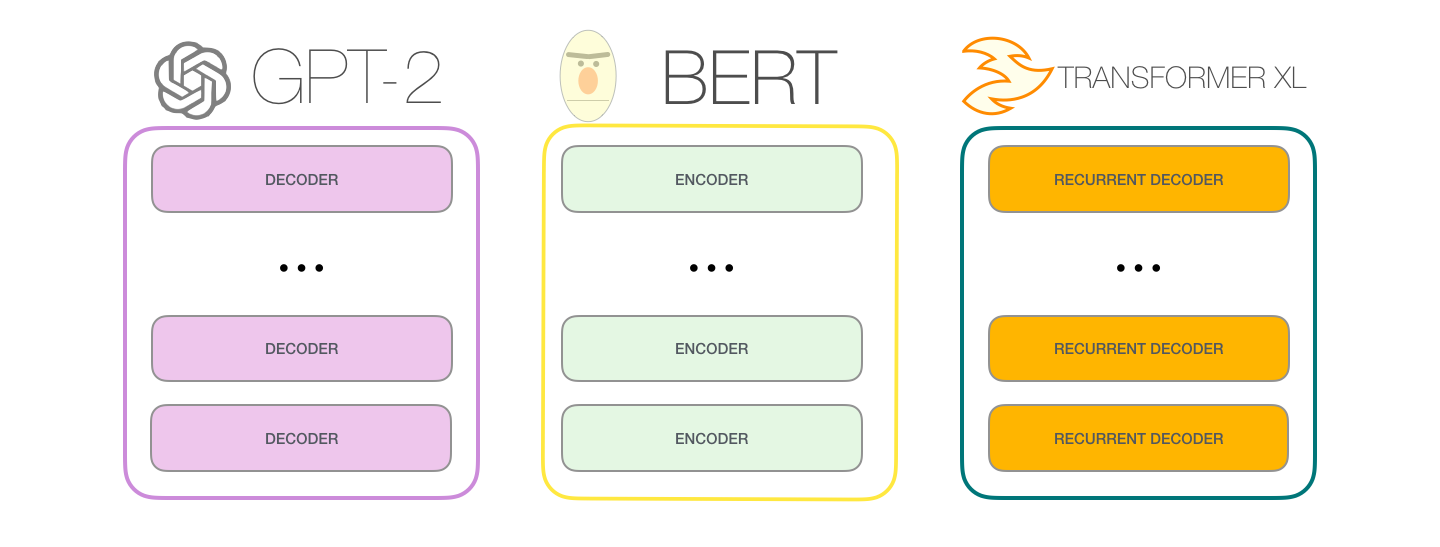 GPT-2
DECODER
DECODER
DECODER
BERT
ENCODER
ENCODER
ENCODER
TRANSFORMER XL
RECURRENT DECODER
RECURRENT DECODER
RECURRENT DECODER